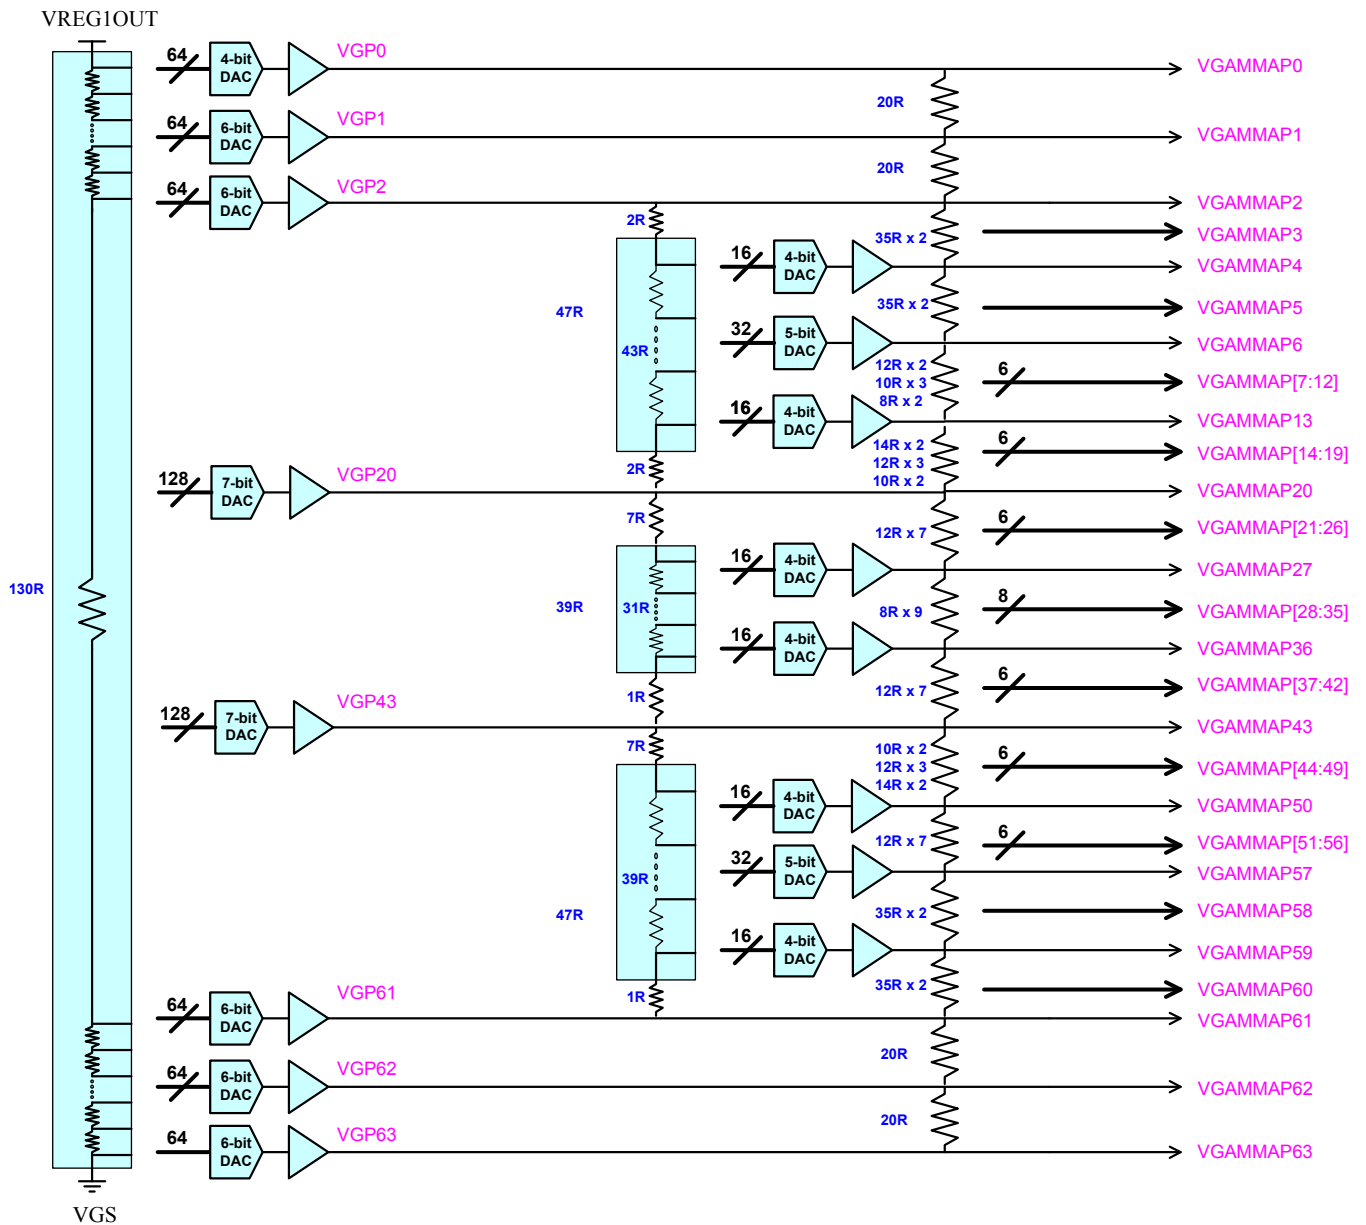 VREG1OUT
64
4-bit
DAC
VGP0
VGAMMAP0
20R
64
6-bit
DAC
VGP1
VGAMMAP1
20R
64
6-bit
DAC
VGP2
VGAMMAP2
2R
35R x 2
VGAMMAP3
16
4-bit
DAC
VGAMMAP4
47R
35R x 2
VGAMMAP5
32
5-bit
DAC
VGAMMAP6
43R
12R x 2
10R x 3
8R x 2
6
VGAMMAP[7:12]
16
4-bit
DAC
VGAMMAP13
14R x 2
12R x 3
10R x 2
6
VGAMMAP[14:19]
2R
128
7-bit
DAC
VGP20
VGAMMAP20
7R
12R x 7
6
VGAMMAP[21:26]
16
4-bit
DAC
VGAMMAP27
130R
39R
31R
8R x 9
8
VGAMMAP[28:35]
16
4-bit
DAC
VGAMMAP36
1R
12R x 7
6
VGAMMAP[37:42]
128
7-bit
DAC
VGP43
VGAMMAP43
7R
10R x 2
12R x 3
14R x 2
6
VGAMMAP[44:49]
16
4-bit
DAC
VGAMMAP50
12R x 7
6
VGAMMAP[51:56]
32
5-bit
DAC
VGAMMAP57
39R
47R
35R x 2
VGAMMAP58
16
4-bit
DAC
VGAMMAP59
1R
35R x 2
VGAMMAP60
64
6-bit
DAC
VGP61
VGAMMAP61
20R
64
6-bit
DAC
VGP62
VGAMMAP62
20R
64
6-bit
DAC
VGP63
VGAMMAP63
VGS